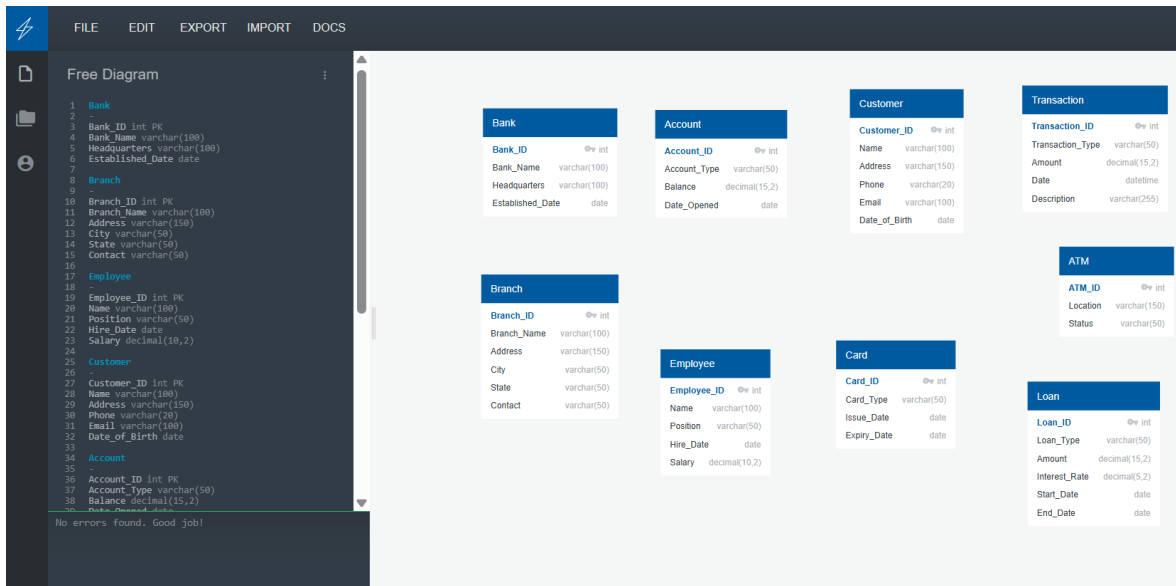 FILE EDIT EXPORT IMPORT DOCS
Free Diagram
1 Bank
2 -
3 Bank_ID int PK
4 Bank_Name varchar(100)
5 Headquarters varchar(100)
6 Established_Date date
7
8 Branch
9 -
10 Branch_ID int PK
11 Branch_Name varchar(100)
12 Address varchar(150)
13 City varchar(50)
14 State varchar(50)
15 Contact varchar(50)
16
17 Employee
18 -
19 Employee_ID int PK
20 Name varchar(100)
21 Position varchar(50)
22 Hire_Date date
23 Salary decimal(10,2)
24
25 Customer
26 -
27 Customer_ID int PK
28 Name varchar(100)
29 Address varchar(150)
30 Phone varchar(20)
31 Email varchar(100)
32 Date_of_Birth date
33
34 Account
35 -
36 Account_ID int PK
37 Account_Type varchar(50)
38 Balance decimal(15,2)
39 Date_Opened date
No errors found. Good job!
Bank
Bank_ID int
Bank_Name varchar(100)
Headquarters varchar(100)
Established_Date date
Account
Account_ID int
Account_Type varchar(50)
Balance decimal(15,2)
Date_Opened date
Customer
Customer_ID int
Name varchar(100)
Address varchar(150)
Phone varchar(20)
Email varchar(100)
Date_of_Birth date
Transaction
Transaction_ID int
Transaction_Type varchar(50)
Amount decimal(15,2)
Date datetime
Description varchar(255)
ATM
ATM_ID int
Location varchar(150)
Status varchar(50)
Branch
Branch_ID int
Branch_Name varchar(100)
Address varchar(150)
City varchar(50)
State varchar(50)
Contact varchar(50)
Employee
Employee_ID int
Name varchar(100)
Position varchar(50)
Hire_Date date
Salary decimal(10,2)
Card
Card_ID int
Card_Type varchar(50)
Issue_Date date
Expiry_Date date
Loan
Loan_ID int
Loan_Type varchar(50)
Amount decimal(15,2)
Interest_Rate decimal(5,2)
Start_Date date
End_Date date